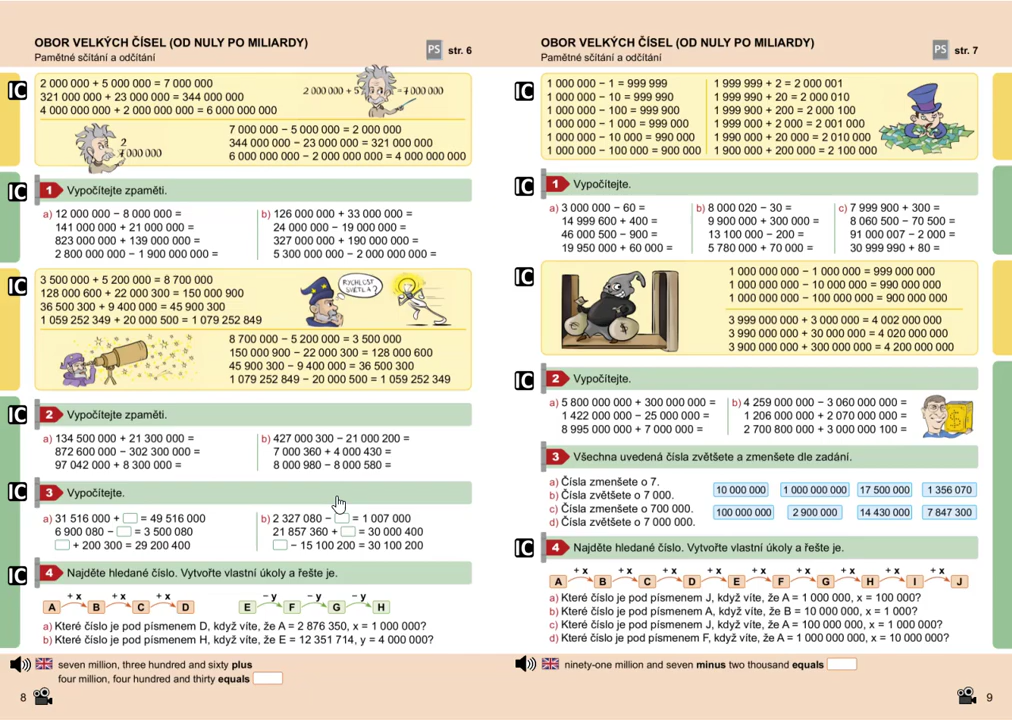 OBOR VELKÝCH ČÍSEL (OD NULY PO MILIARDY)
Pamětné sčítání a odčítání
PS str. 6
IC
2 000 000 + 5 000 000 = 7 000 000
321 000 000 + 23 000 000 = 344 000 000
4 000 000 000 + 2 000 000 000 = 6 000 000 000
2 000 000 + 5 = 7 000 000
2
7 000 000
7 000 000 − 5 000 000 = 2 000 000
344 000 000 − 23 000 000 = 321 000 000
6 000 000 000 − 2 000 000 000 = 4 000 000 000
IC
1 Vypočítejte zpaměti.
a) 12 000 000 − 8 000 000 =
141 000 000 + 21 000 000 =
823 000 000 + 139 000 000 =
2 800 000 000 − 1 900 000 000 =
b) 126 000 000 + 33 000 000 =
24 000 000 − 19 000 000 =
327 000 000 + 190 000 000 =
5 300 000 000 − 2 000 000 000 =
IC
3 500 000 + 5 200 000 = 8 700 000
128 000 600 + 22 000 300 = 150 000 900
36 500 300 + 9 400 000 = 45 900 300
1 059 252 349 + 20 000 500 = 1 079 252 849
RYCHLOST
SVĚTLA?
8 700 000 − 5 200 000 = 3 500 000
150 000 900 − 22 000 300 = 128 000 600
45 900 300 − 9 400 000 = 36 500 300
1 079 252 849 − 20 000 500 = 1 059 252 349
IC
2 Vypočítejte zpaměti.
a) 134 500 000 + 21 300 000 =
872 600 000 − 302 300 000 =
97 042 000 + 8 300 000 =
b) 427 000 300 − 21 000 200 =
7 000 360 + 4 000 430 =
8 000 980 − 8 000 580 =
IC
3 Vypočítejte.
a) 31 516 000 + = 49 516 000
6 900 080 − = 3 500 080
+ 200 300 = 29 200 400
b) 2 327 080 − = 1 007 000
21 857 360 + = 30 000 400
− 15 100 200 = 30 100 200
IC
4 Najděte hledané číslo. Vytvořte vlastní úkoly a řešte je.
+ x + x + x − y − y − y
A B C D E F G H
a) Které číslo je pod písmenem D, když víte, že A = 2 876 350, x = 1 000 000?
b) Které číslo je pod písmenem H, když víte, že E = 12 351 714, y = 4 000 000?
seven million, three hundred and sixty plus
four million, four hundred and thirty equals
8
OBOR VELKÝCH ČÍSEL (OD NULY PO MILIARDY)
Pamětné sčítání a odčítání
PS str. 7
IC
1 000 000 − 1 = 999 999
1 000 000 − 10 = 999 990
1 000 000 − 100 = 999 900
1 000 000 − 1 000 = 999 000
1 000 000 − 10 000 = 990 000
1 000 000 − 100 000 = 900 000
1 999 999 + 2 = 2 000 001
1 999 990 + 20 = 2 000 010
1 999 900 + 200 = 2 000 100
1 999 000 + 2 000 = 2 001 000
1 990 000 + 20 000 = 2 010 000
1 900 000 + 200 000 = 2 100 000
IC
1 Vypočítejte.
a) 3 000 000 − 60 =
14 999 600 + 400 =
46 000 500 − 900 =
19 950 000 + 60 000 =
b) 8 000 020 − 30 =
9 900 000 + 300 000 =
13 100 000 − 200 =
5 780 000 + 70 000 =
c) 7 999 900 + 300 =
8 060 500 − 70 500 =
91 000 007 − 2 000 =
30 999 990 + 80 =
IC
$
1 000 000 000 − 1 000 000 = 999 000 000
1 000 000 000 − 10 000 000 = 990 000 000
1 000 000 000 − 100 000 000 = 900 000 000
3 999 000 000 + 3 000 000 = 4 002 000 000
3 990 000 000 + 30 000 000 = 4 020 000 000
3 900 000 000 + 300 000 000 = 4 200 000 000
IC
2 Vypočítejte.
a) 5 800 000 000 + 300 000 000 =
1 422 000 000 − 25 000 000 =
8 995 000 000 + 7 000 000 =
b) 4 259 000 000 − 3 060 000 000 =
1 206 000 000 + 2 070 000 000 =
2 700 800 000 + 3 000 000 100 =
$
IC
3 Všechna uvedená čísla zvětšete a zmenšete dle zadání.
a) Čísla zmenšete o 7.
b) Čísla zvětšete o 7 000.
c) Čísla zmenšete o 700 000.
d) Čísla zvětšete o 7 000 000.
10 000 000 1 000 000 000 17 500 000 1 356 070
100 000 000 2 900 000 14 430 000 7 847 300
IC
4 Najděte hledané číslo. Vytvořte vlastní úkoly a řešte je.
+ x + x + x + x + x + x + x + x + x
A B C D E F G H I J
a) Které číslo je pod písmenem J, když víte, že A = 1 000 000, x = 100 000?
b) Které číslo je pod písmenem A, když víte, že B = 10 000 000, x = 1 000?
c) Které číslo je pod písmenem J, když víte, že A = 100 000 000, x = 1 000 000?
d) Které číslo je pod písmenem F, když víte, že A = 1 000 000 000, x = 10 000 000?
ninety-one million and seven minus two thousand equals
9